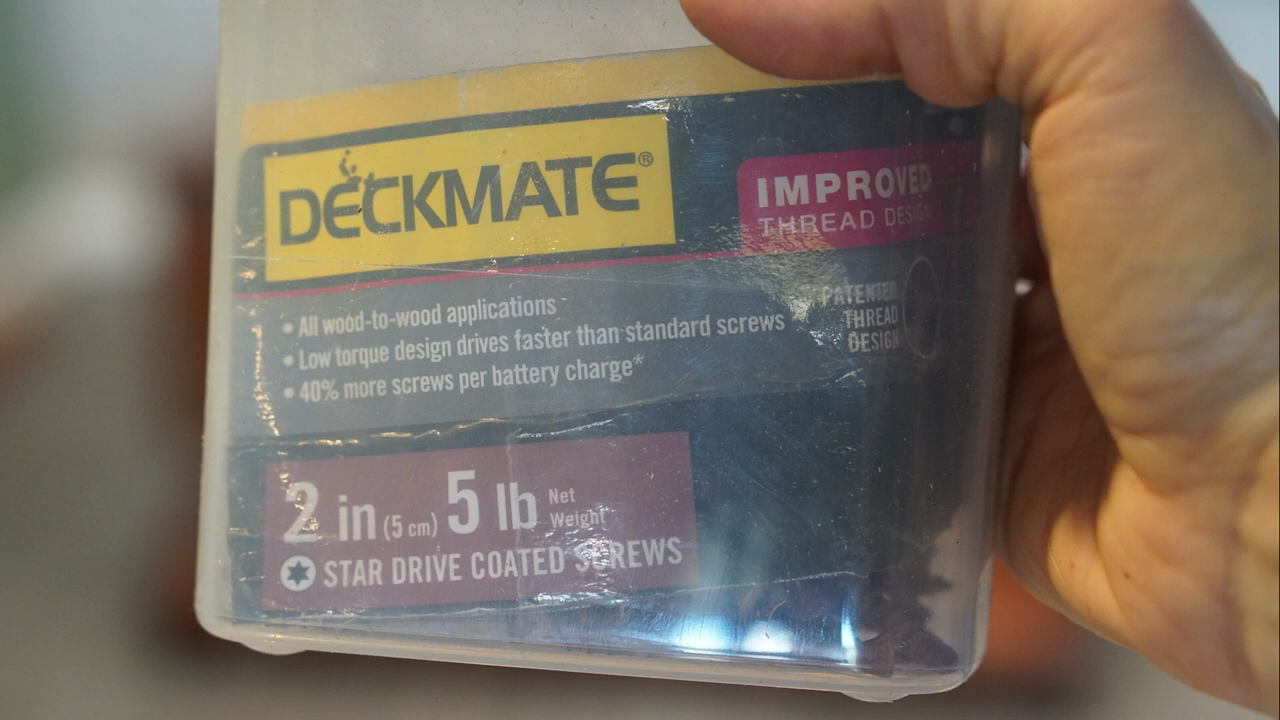 DECKMATE®
IMPROVED
THREAD DESIGN
• All wood-to-wood applications
• Low torque design drives faster than standard screws
• 40% more screws per battery charge*
PATENTED
THREAD
DESIGN
2 in (5 cm) 5 lb Net Weight
STAR DRIVE COATED SCREWS